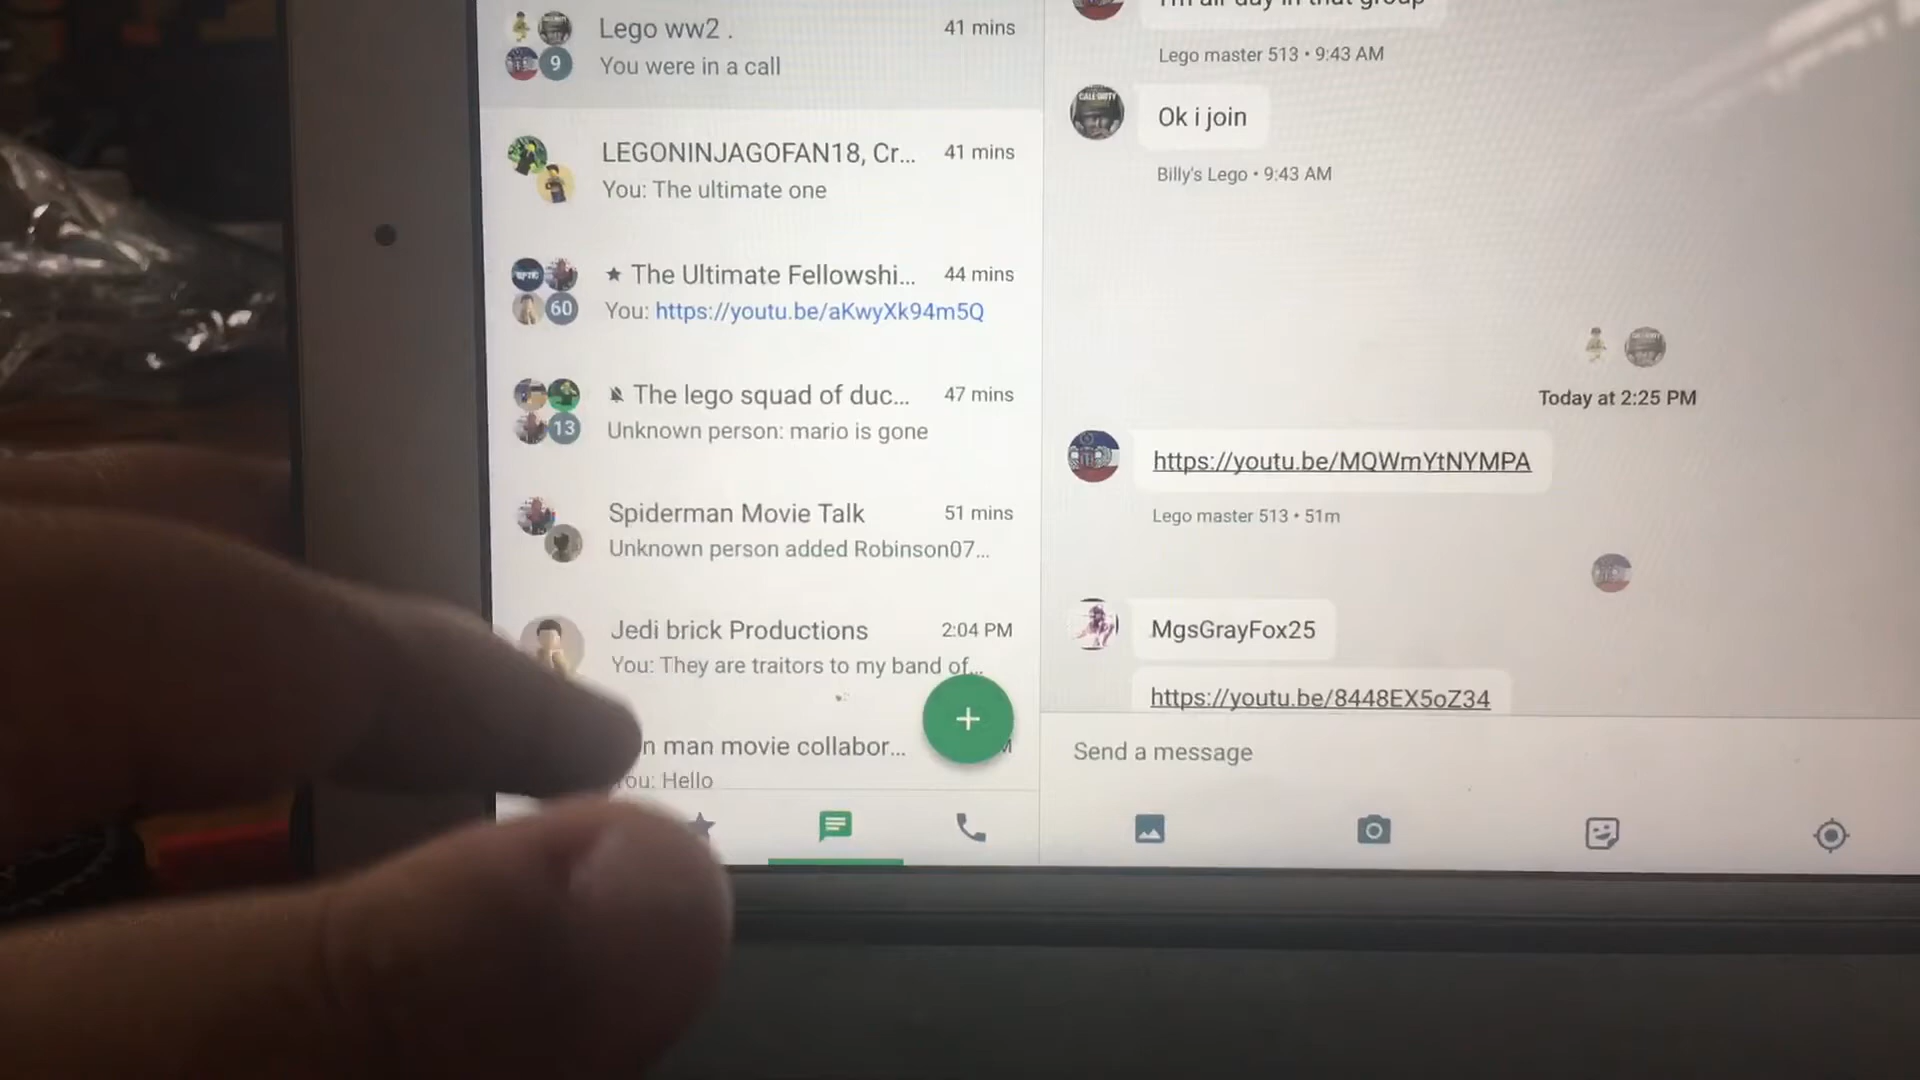 Lego ww2 .
41 mins
You were in a call
9
LEGONINJAGOFAN18, Cr...
41 mins
You: The ultimate one
The Ultimate Fellowshi...
44 mins
60
You: https://youtu.be/aKwyXk94m5Q
The lego squad of duc...
47 mins
13
Unknown person: mario is gone
Spiderman Movie Talk
51 mins
Unknown person added Robinson07...
Jedi brick Productions
2:04 PM
You: They are traitors to my band of...
n man movie collabor...
You: Hello
I'm all day in that group
Lego master 513 • 9:43 AM
CALL DUTY
Ok i join
Billy's Lego • 9:43 AM
Today at 2:25 PM
https://youtu.be/MQWmYtNYMPA
Lego master 513 • 51m
MgsGrayFox25
https://youtu.be/8448EX5oZ34
Send a message